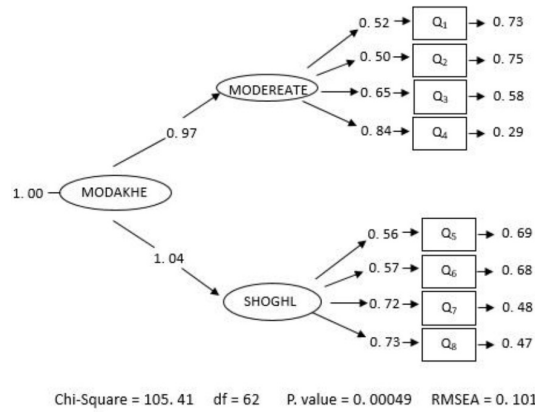 0. 52 Q₁ 0. 73
0. 50 Q₂ 0. 75
MODEREATE 0. 65 Q₃ 0. 58
0. 84 Q₄ 0. 29
0. 97
1. 00 MODAKHE
0. 56 Q₅ 0. 69
1. 04 0. 57 Q₆ 0. 68
SHOGHL 0. 72 Q₇ 0. 48
0. 73 Q₈ 0. 47
Chi-Square = 105. 41 df = 62 P. value = 0. 00049 RMSEA = 0. 101